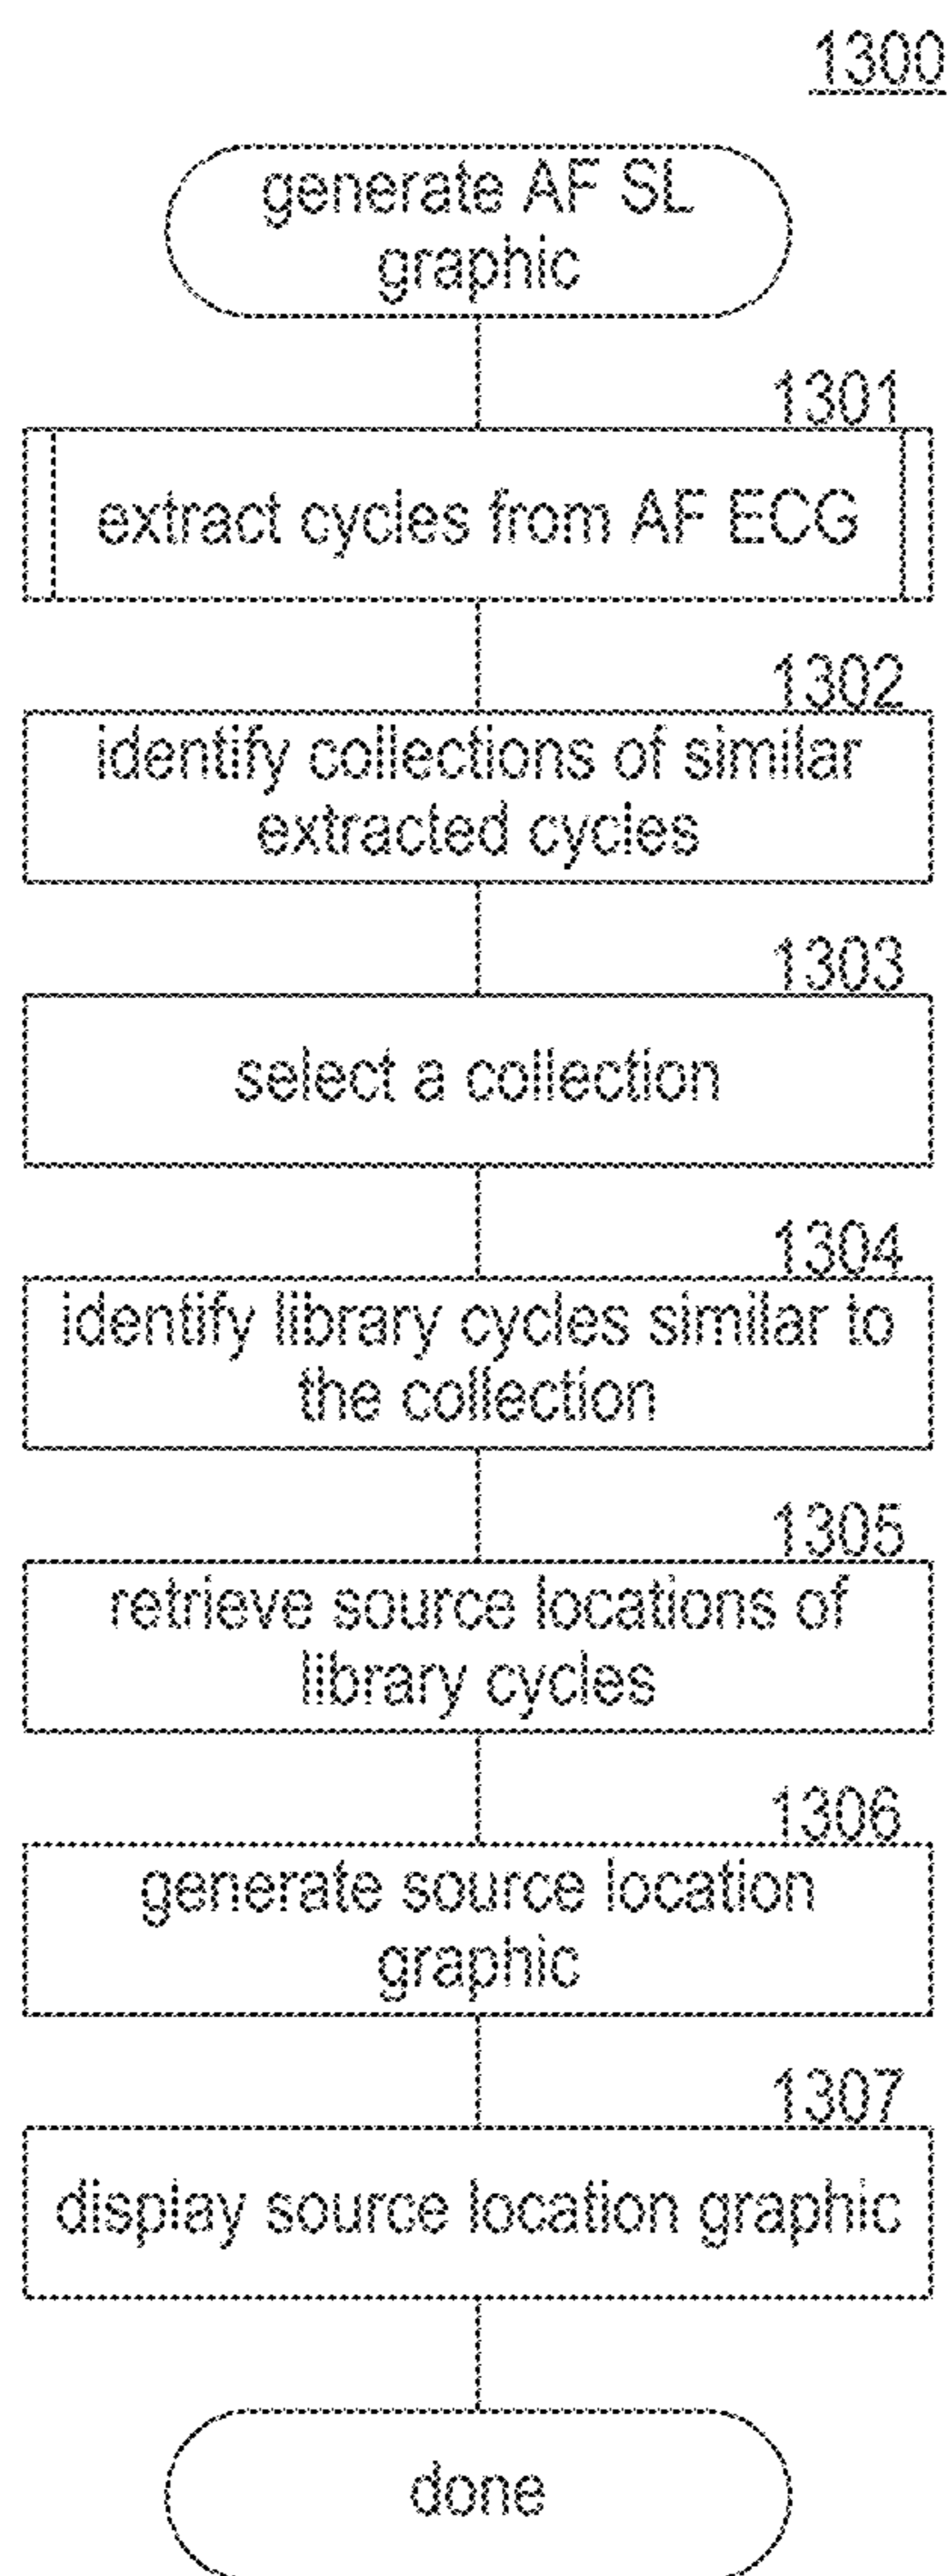 1300
generate AF SL
graphic
1301
extract cycles from AF ECG
1302
identify collections of similar
extracted cycles
1303
select a collection
1304
identify library cycles similar to
the collection
1305
retrieve source locations of
library cycles
1306
generate source location
graphic
1307
display source location graphic
done